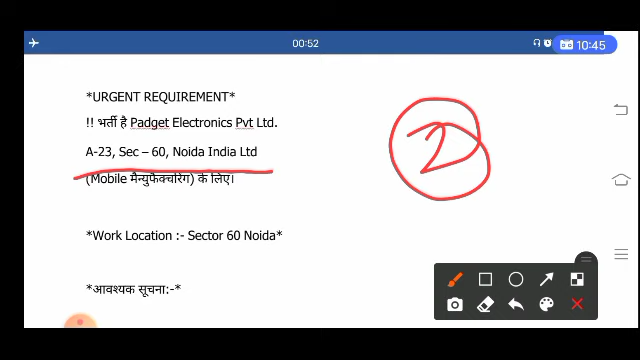 00:52
10:45
*URGENT REQUIREMENT*
!! भर्ती है Padget Electronics Pvt Ltd.
A-23, Sec – 60, Noida India Ltd
(Mobile मैन्युफैक्चरिंग) के लिए।
2
*Work Location :- Sector 60 Noida*
*आवश्यक सूचना:-*